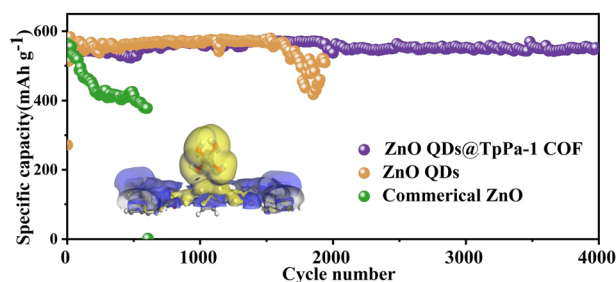 Specific capacity(mAh g⁻¹)
800
600
400
200
0
ZnO QDs@TpPa-1 COF
ZnO QDs
Commerical ZnO
0
1000
2000
3000
4000
Cycle number